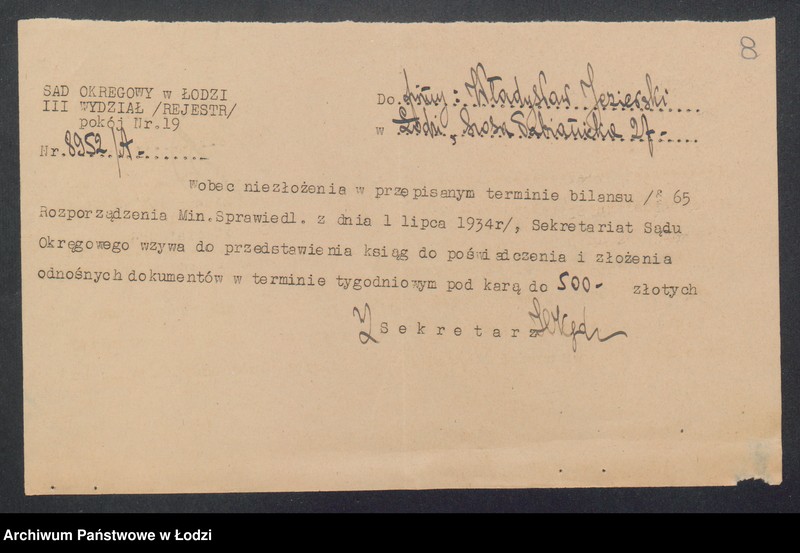 8
SAD OKRĘGOWY w ŁODZI
III WYDZIAŁ /REJESTR/
pokój Nr.19
Nr. 8952/A-
Do firmy: Władysław Jezierski
w Łodzi, Szosa Pabianicka 27-
Wobec niezłożenia w przepisanym terminie bilansu /§ 65
Rozporządzenia Min.Sprawiedl. z dnia 1 lipca 1934r/, Sekretariat Sądu
Okręgowego wzywa do przedstawienia ksiąg do poświadczenia i złożenia
odnośnych dokumentów w terminie tygodniowym pod karą do 500- złotych
Sekretarz
Archiwum Państwowe w Łodzi